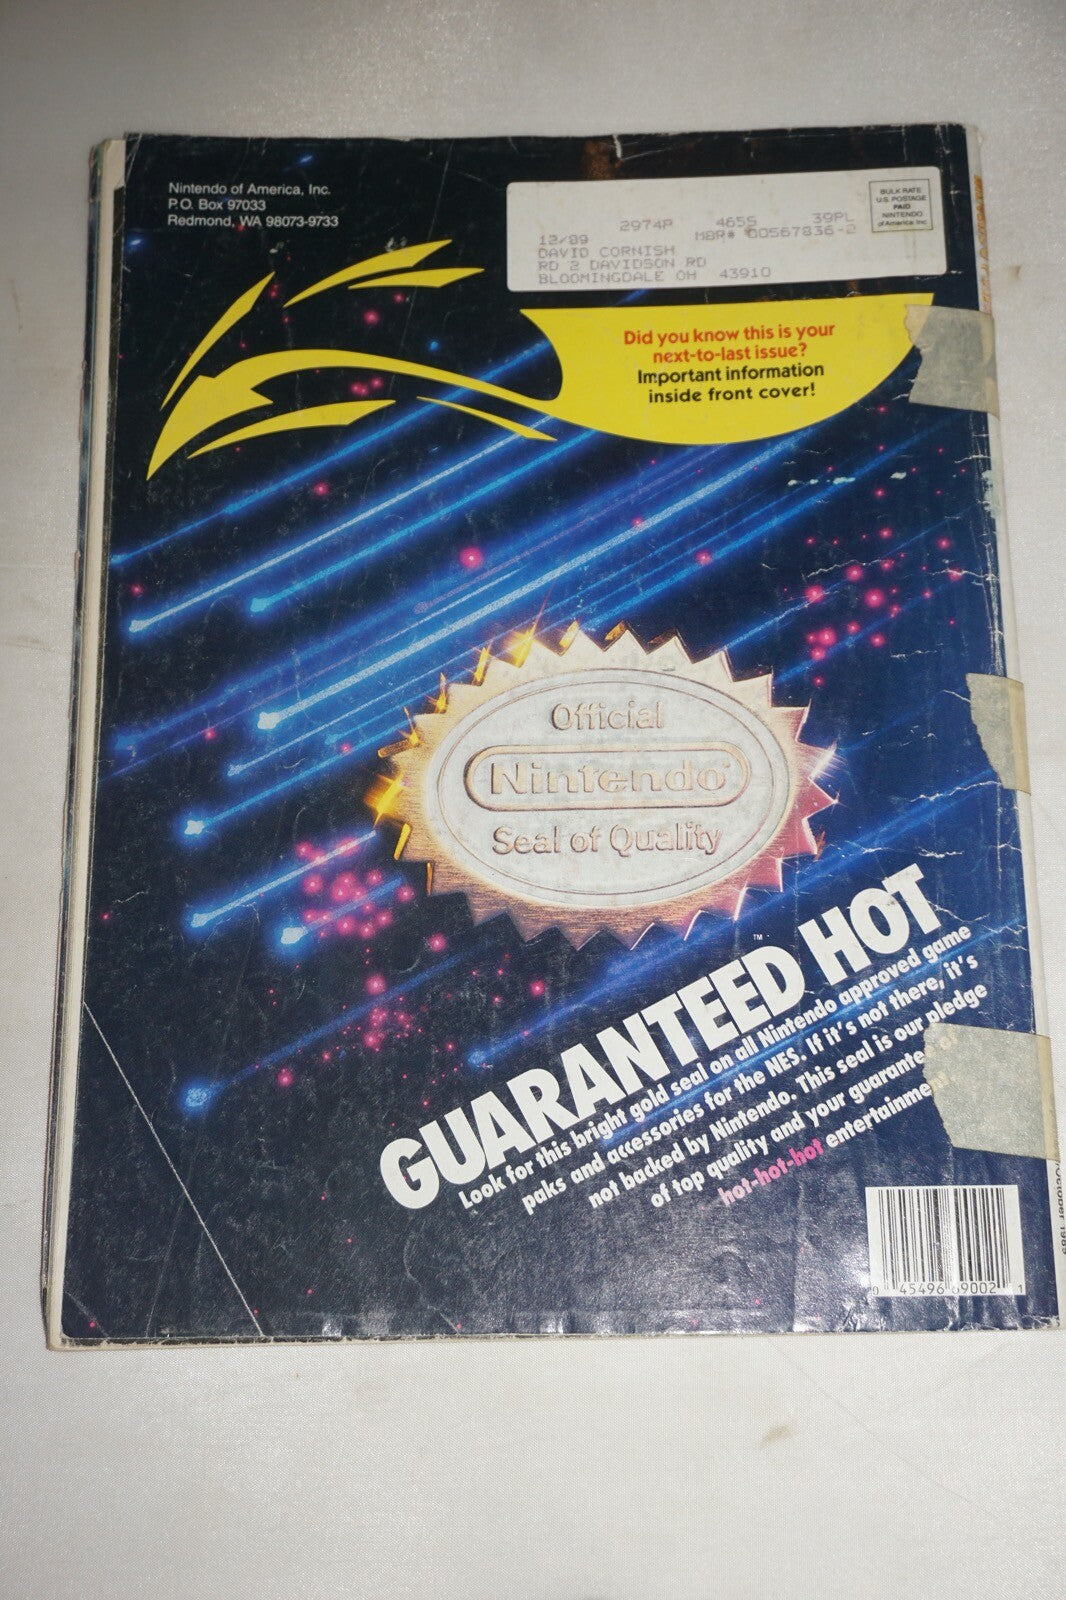 Nintendo of America, Inc.
P.O. Box 97033
Redmond, WA 98073-9733
BULK RATE
U.S. POSTAGE
PAID
NINTENDO
of America Inc
2974P 4655 39PL
12/89 MBR# 00567836-2
DAVID CORNISH
RD 2 DAVIDSON RD
BLOOMINGDALE OH 43910
Did you know this is your
next-to-last issue?
Important information
inside front cover!
Official
Nintendo
Seal of Quality
TM
GUARANTEED HOT
Look for this bright gold seal on all Nintendo approved game
paks and accessories for the NES. If it's not there, it's
not backed by Nintendo. This seal is our pledge
of top quality and your guarantee of
hot-hot-hot entertainment
0 45496 69002 1
October 1989